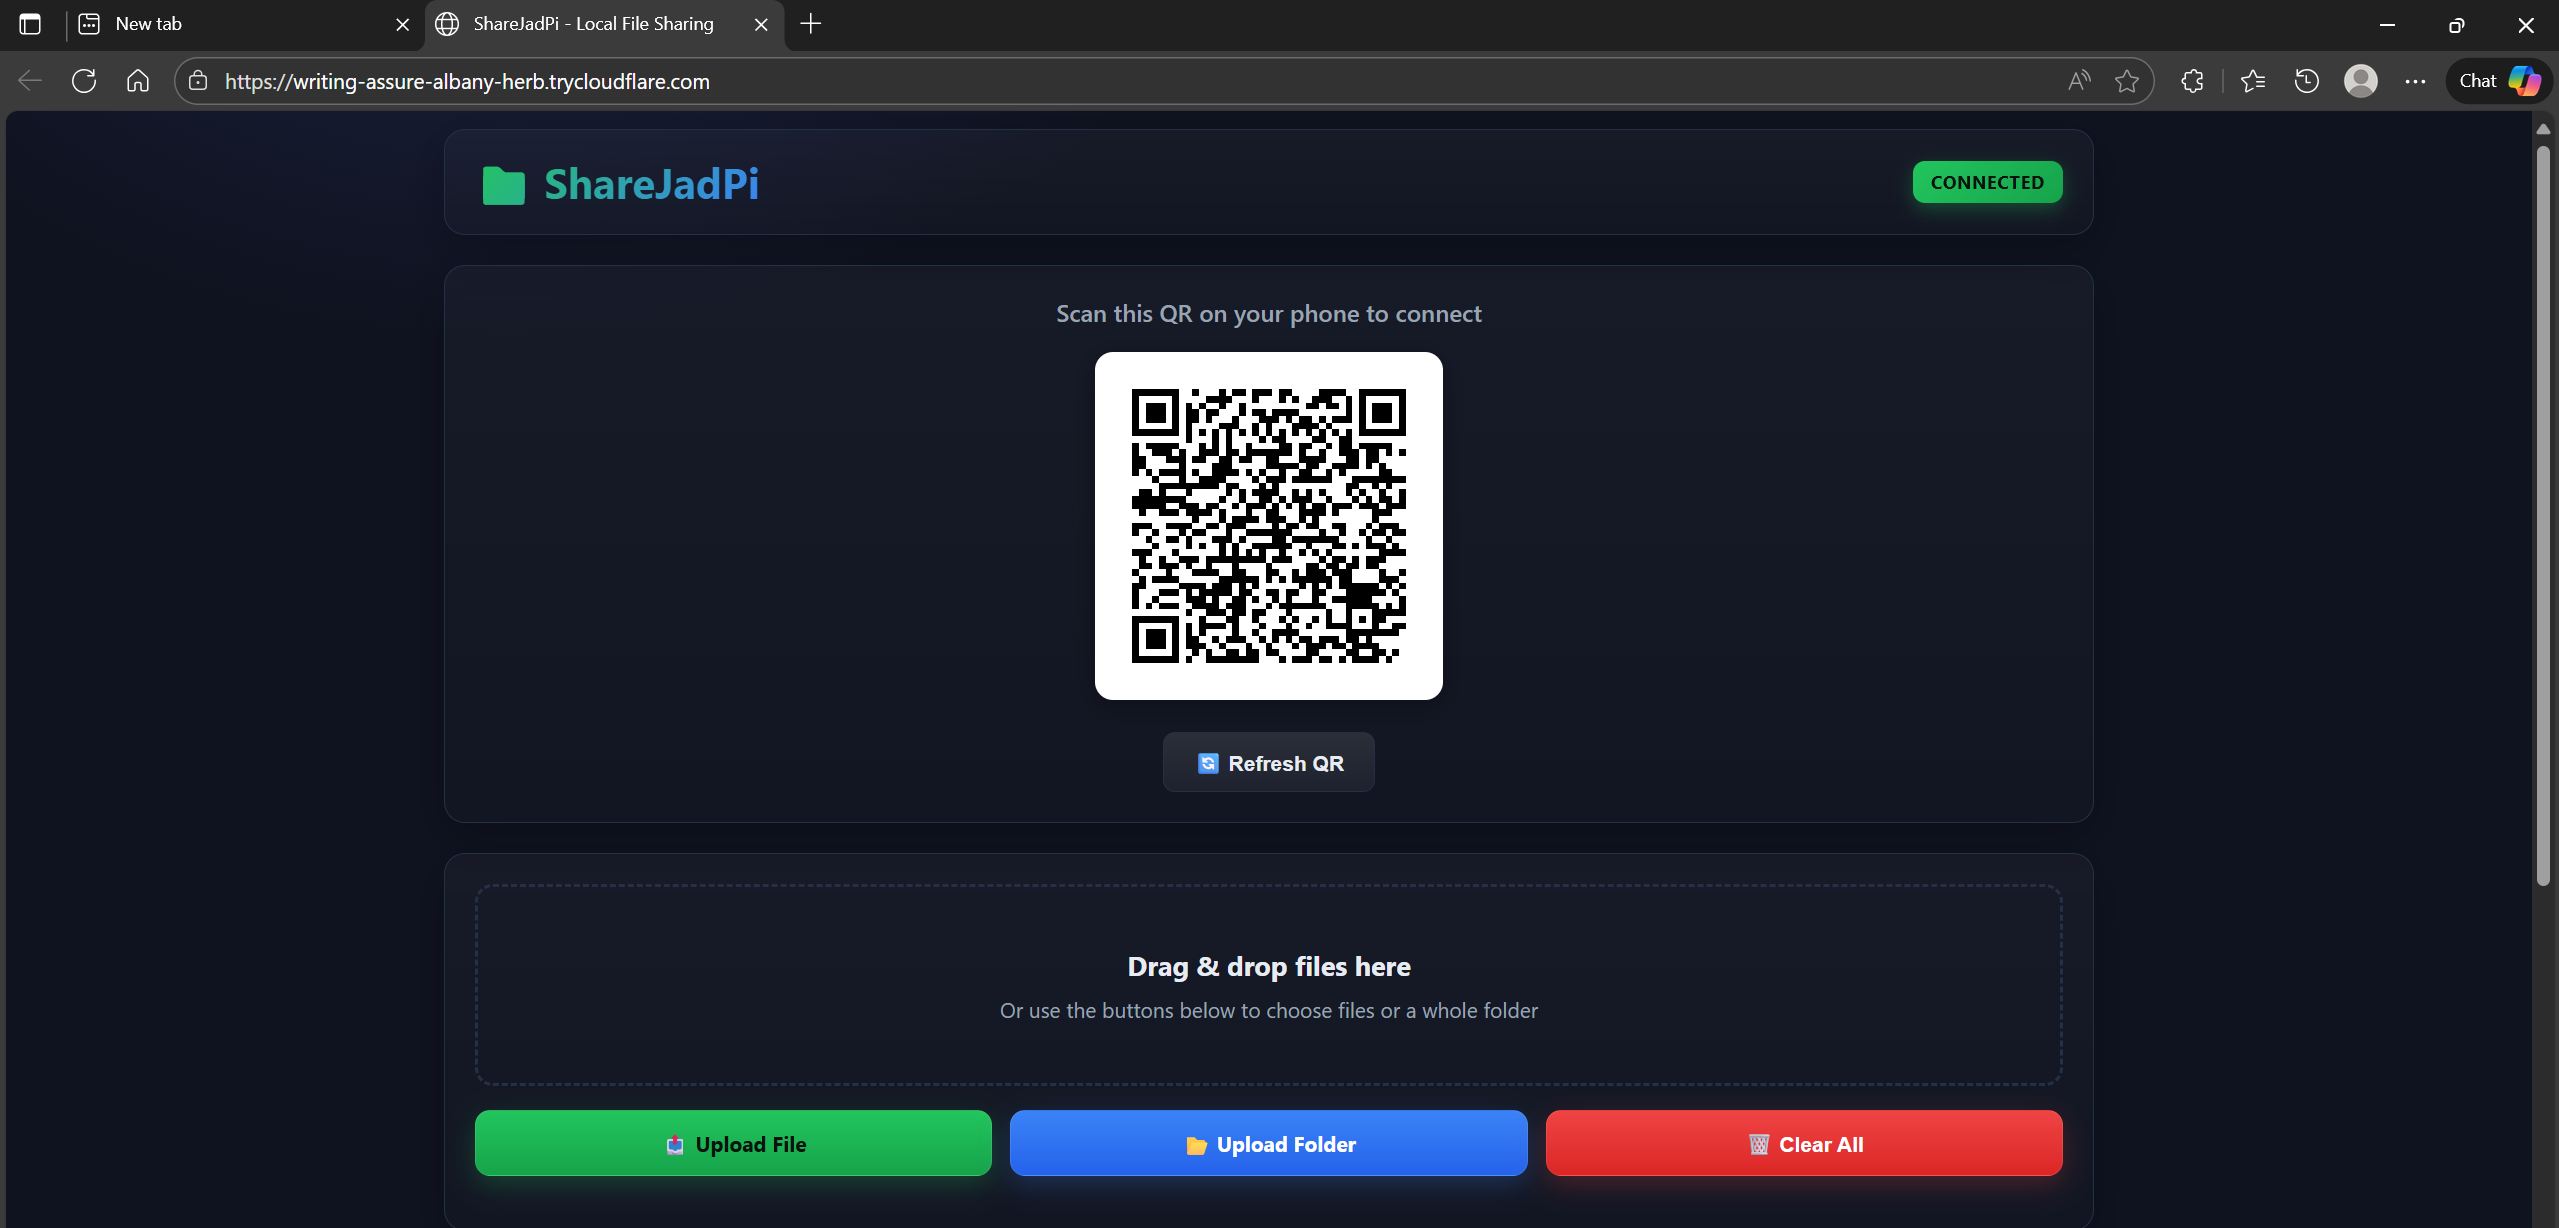 New tab
ShareJadPi - Local File Sharing
https://writing-assure-albany-herb.trycloudflare.com
Chat
ShareJadPi
CONNECTED
Scan this QR on your phone to connect
Refresh QR
Drag & drop files here
Or use the buttons below to choose files or a whole folder
Upload File
Upload Folder
Clear All